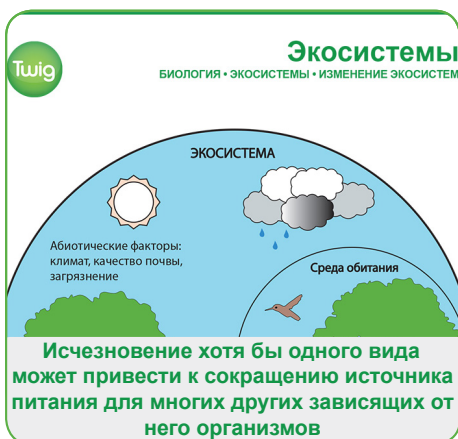 Twig
Экосистемы
БИОЛОГИЯ • ЭКОСИСТЕМЫ • ИЗМЕНЕНИЕ ЭКОСИСТЕМ
ЭКОСИСТЕМА
Абиотические факторы:
климат, качество почвы,
загрязнение
Среда обитания
Исчезновение хотя бы одного вида
может привести к сокращению источника
питания для многих других зависящих от
него организмов